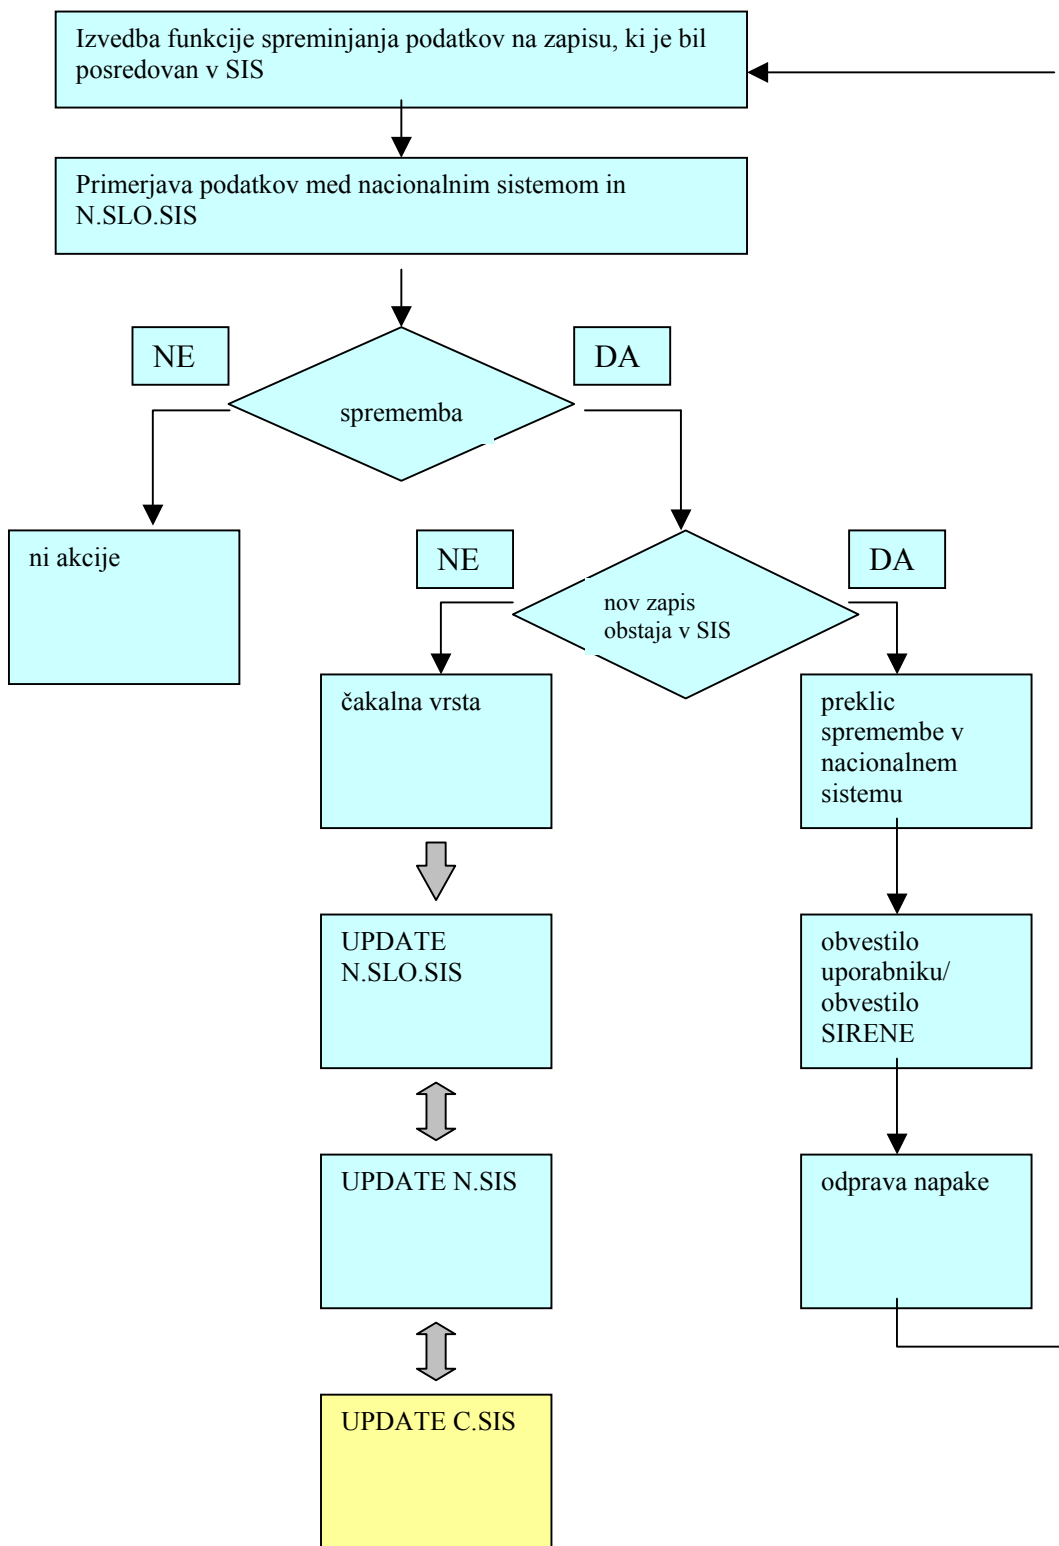 Izvedba funkcije spreminjanja podatkov na zapisu, ki je bil
posredovan v SIS
Primerjava podatkov med nacionalnim sistemom in
N.SLO.SIS
NE
DA
sprememba
ni akcije
NE
DA
nov zapis
obstaja v SIS
čakalna vrsta
preklic
spremembe v
nacionalnem
sistemu
UPDATE
N.SLO.SIS
obvestilo
uporabniku/
obvestilo
SIRENE
UPDATE N.SIS
odprava napake
UPDATE C.SIS